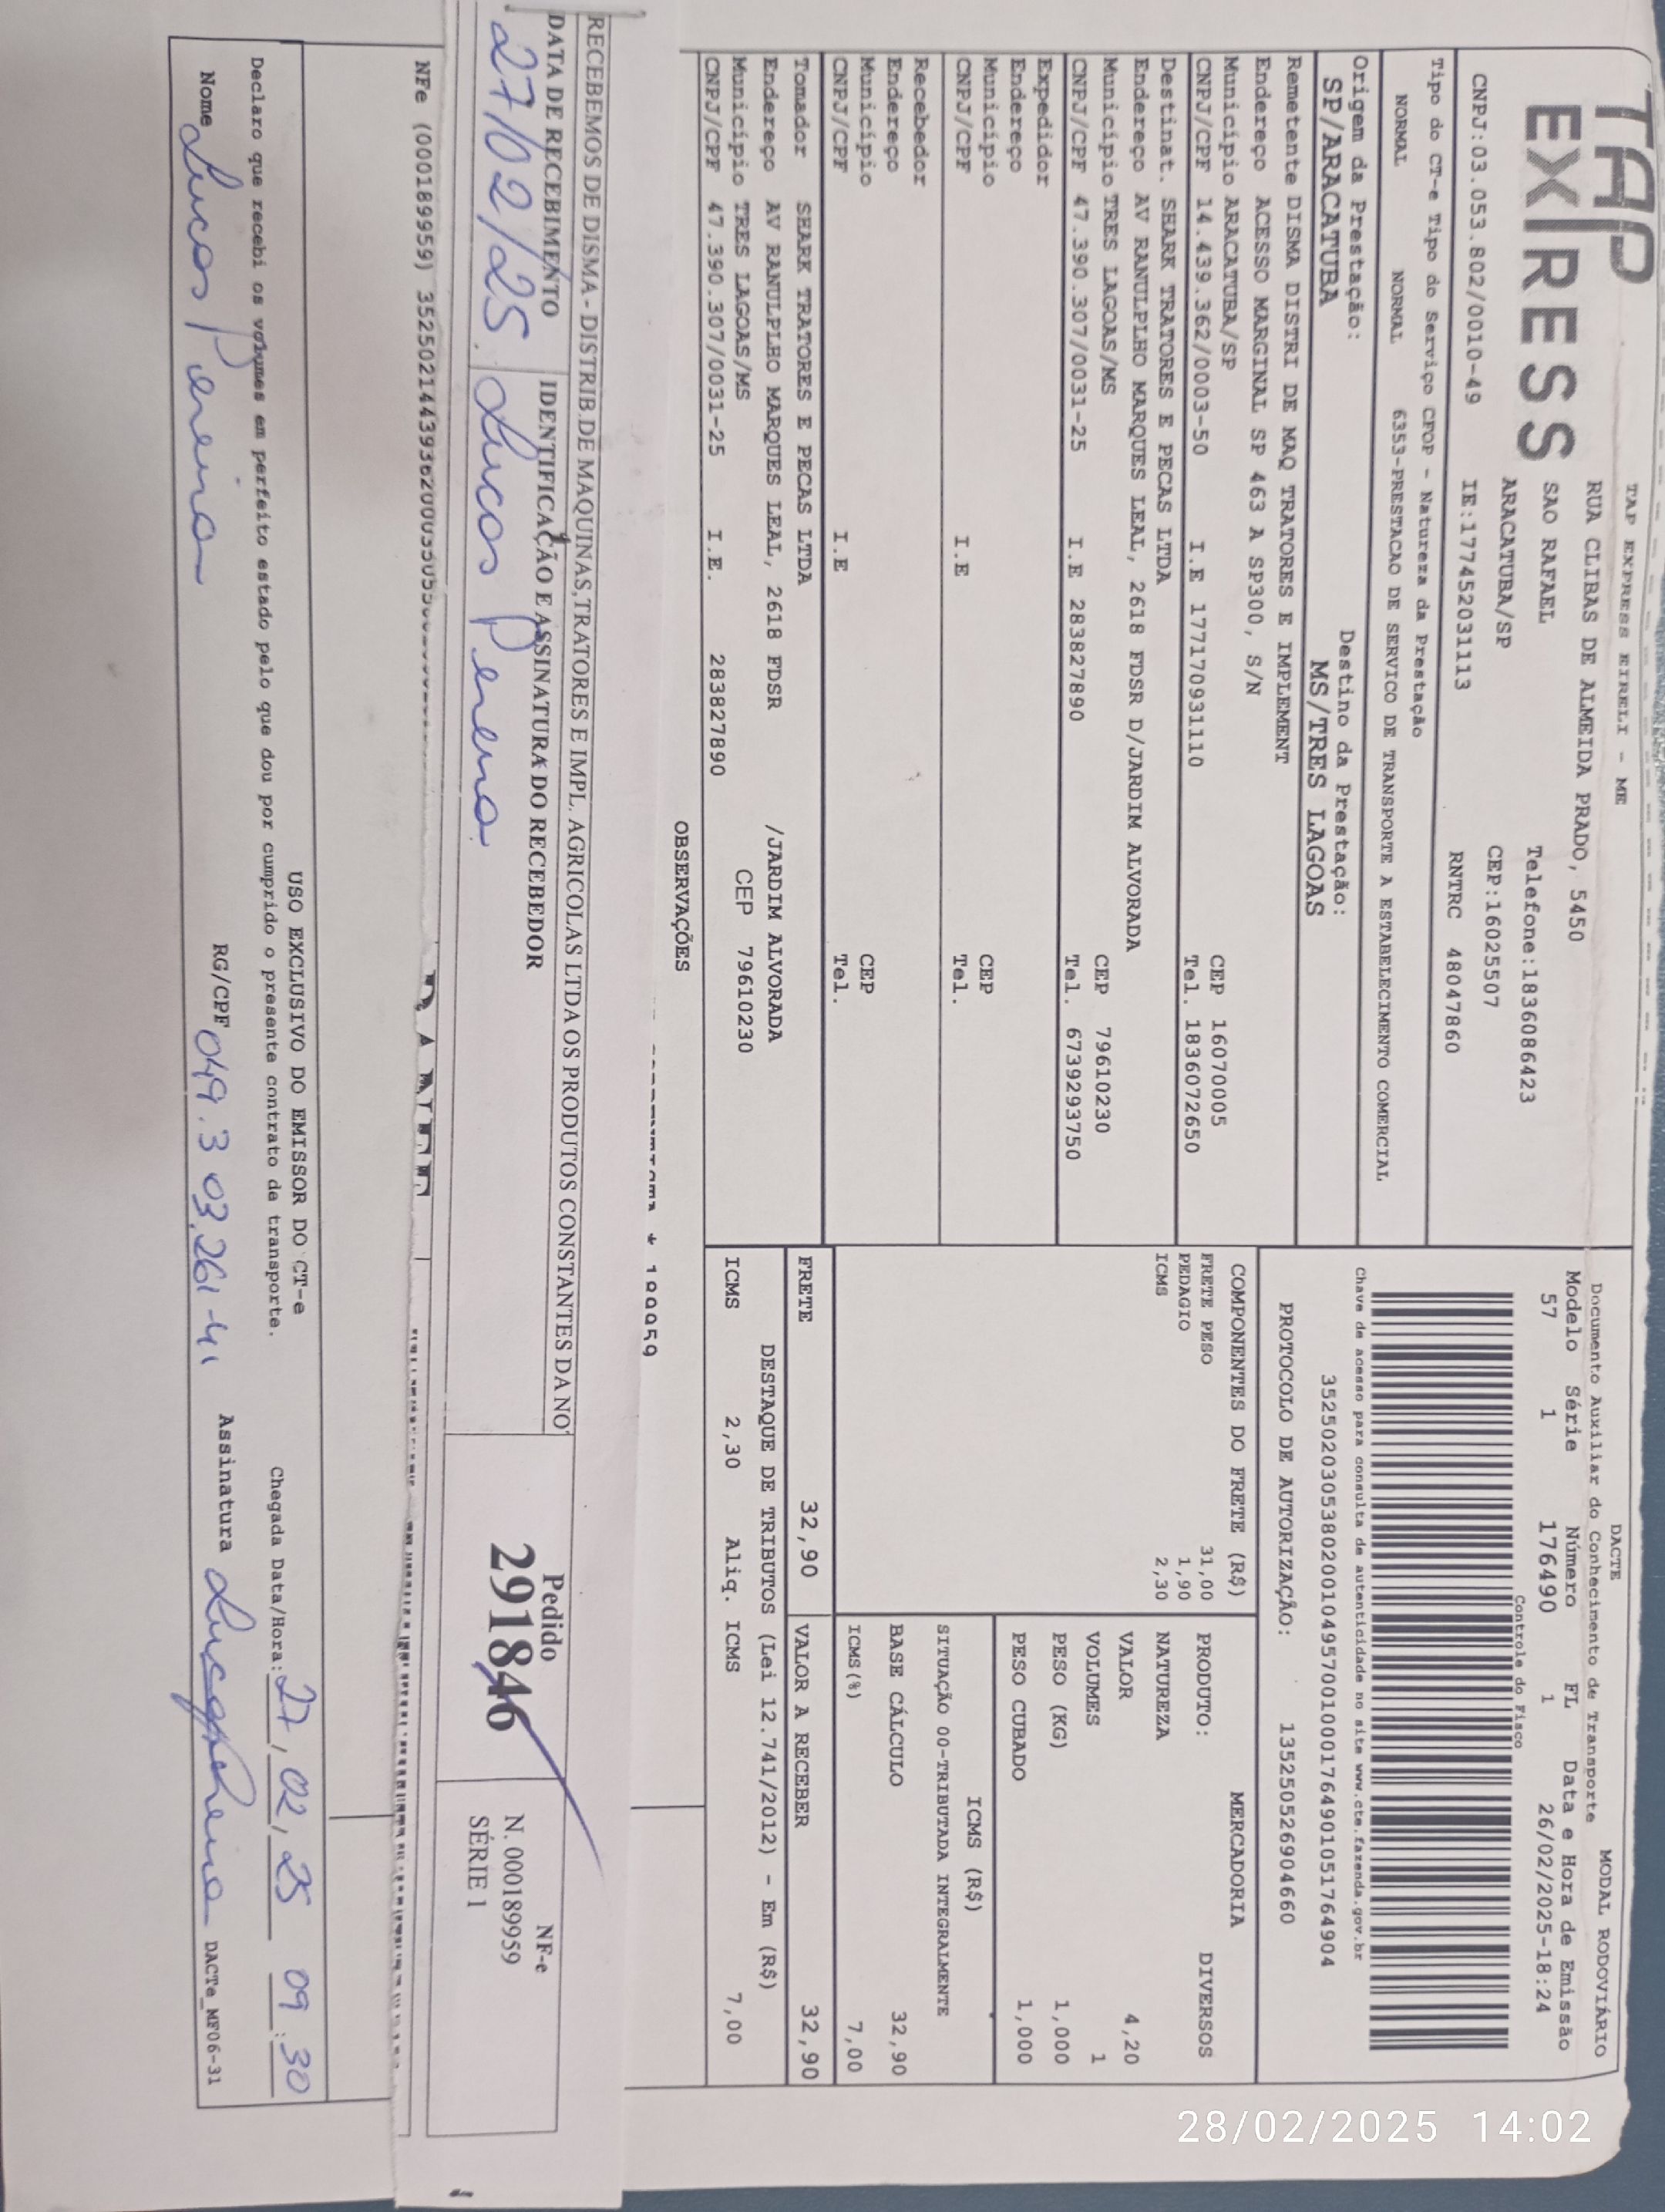 TAP
EXPRESS
TAP EXPRESS EIRELI - ME
RUA CLIBAS DE ALMEIDA PRADO, 5450
SAO RAFAEL Telefone:1836086423
ARACATUBA/SP CEP:16025507
CNPJ:03.053.802/0010-49 IE:177452031113 RNTRC 48047860
DACTE MODAL RODOVIÁRIO
Documento Auxiliar do Conhecimento de Transporte
Modelo Série Número FL Data e Hora de Emissão
57 1 176490 1 26/02/2025-18:24
Controle do Fisco
Chave de acesso para consulta de autenticidade no site www.cte.fazenda.gov.br
35250203053802001049570010001764901051764904
PROTOCOLO DE AUTORIZAÇÃO: 135250526904660
Tipo do CT-e Tipo do Serviço CFOP - Natureza da Prestação
NORMAL NORMAL 6353-PRESTACAO DE SERVICO DE TRANSPORTE A ESTABELECIMENTO COMERCIAL
Origem da Prestação: Destino da Prestação:
SP/ARACATUBA MS/TRES LAGOAS
Remetente DISMA DISTRI DE MAQ TRATORES E IMPLEMENT
Endereço ACESSO MARGINAL SP 463 A SP300, S/N
Município ARACATUBA/SP CEP 16070005
CNPJ/CPF 14.439.362/0003-50 I.E 177170931110 Tel. 1836072650
Destinat. SHARK TRATORES E PECAS LTDA
Endereço AV RANULPLHO MARQUES LEAL, 2618 FDSR D/JARDIM ALVORADA
Município TRES LAGOAS/MS CEP 79610230
CNPJ/CPF 47.390.307/0031-25 I.E 283827890 Tel. 6739293750
Expedidor
Endereço
Município CEP
CNPJ/CPF I.E Tel.
Recebedor
Endereço
Município CEP
CNPJ/CPF I.E Tel.
Tomador SHARK TRATORES E PECAS LTDA
Endereço AV RANULPLHO MARQUES LEAL, 2618 FDSR /JARDIM ALVORADA
Município TRES LAGOAS/MS CEP 79610230
CNPJ/CPF 47.390.307/0031-25 I.E. 283827890
COMPONENTES DO FRETE (R$)
FRETE PESO 31,00
PEDAGIO 1,90
ICMS 2,30
MERCADORIA
PRODUTO: DIVERSOS
NATUREZA
VALOR 4,20
VOLUMES 1
PESO (KG) 1,000
PESO CUBADO 1,000
ICMS (R$)
SITUAÇÃO 00-TRIBUTADA INTEGRALMENTE
BASE CÁLCULO 32,90
ICMS(%) 7,00
FRETE 32,90 VALOR A RECEBER 32,90
DESTAQUE DE TRIBUTOS (Lei 12.741/2012) - Em (R$)
ICMS 2,30 Aliq. ICMS 7,00
OBSERVAÇÕES
RECEBEMOS DE DISMA - DISTRIB.DE MAQUINAS,TRATORES E IMPL. AGRICOLAS LTDA OS PRODUTOS CONSTANTES DA NO
DATA DE RECEBIMENTO IDENTIFICAÇÃO E ASSINATURA DO RECEBEDOR
27/02/25. Lucas Pereira
Pedido
291846
NF-e
N. 000189959
SÉRIE 1
NFe (000189959)
USO EXCLUSIVO DO EMISSOR DO CT-e
Declaro que recebi os volumes em perfeito estado pelo que dou por cumprido o presente contrato de transporte. Chegada Data/Hora: 27/02/25 09:30
Nome Lucas Pereira RG/CPF 049.303.261-41 Assinatura DACTe_MF06-31
28/02/2025 14:02